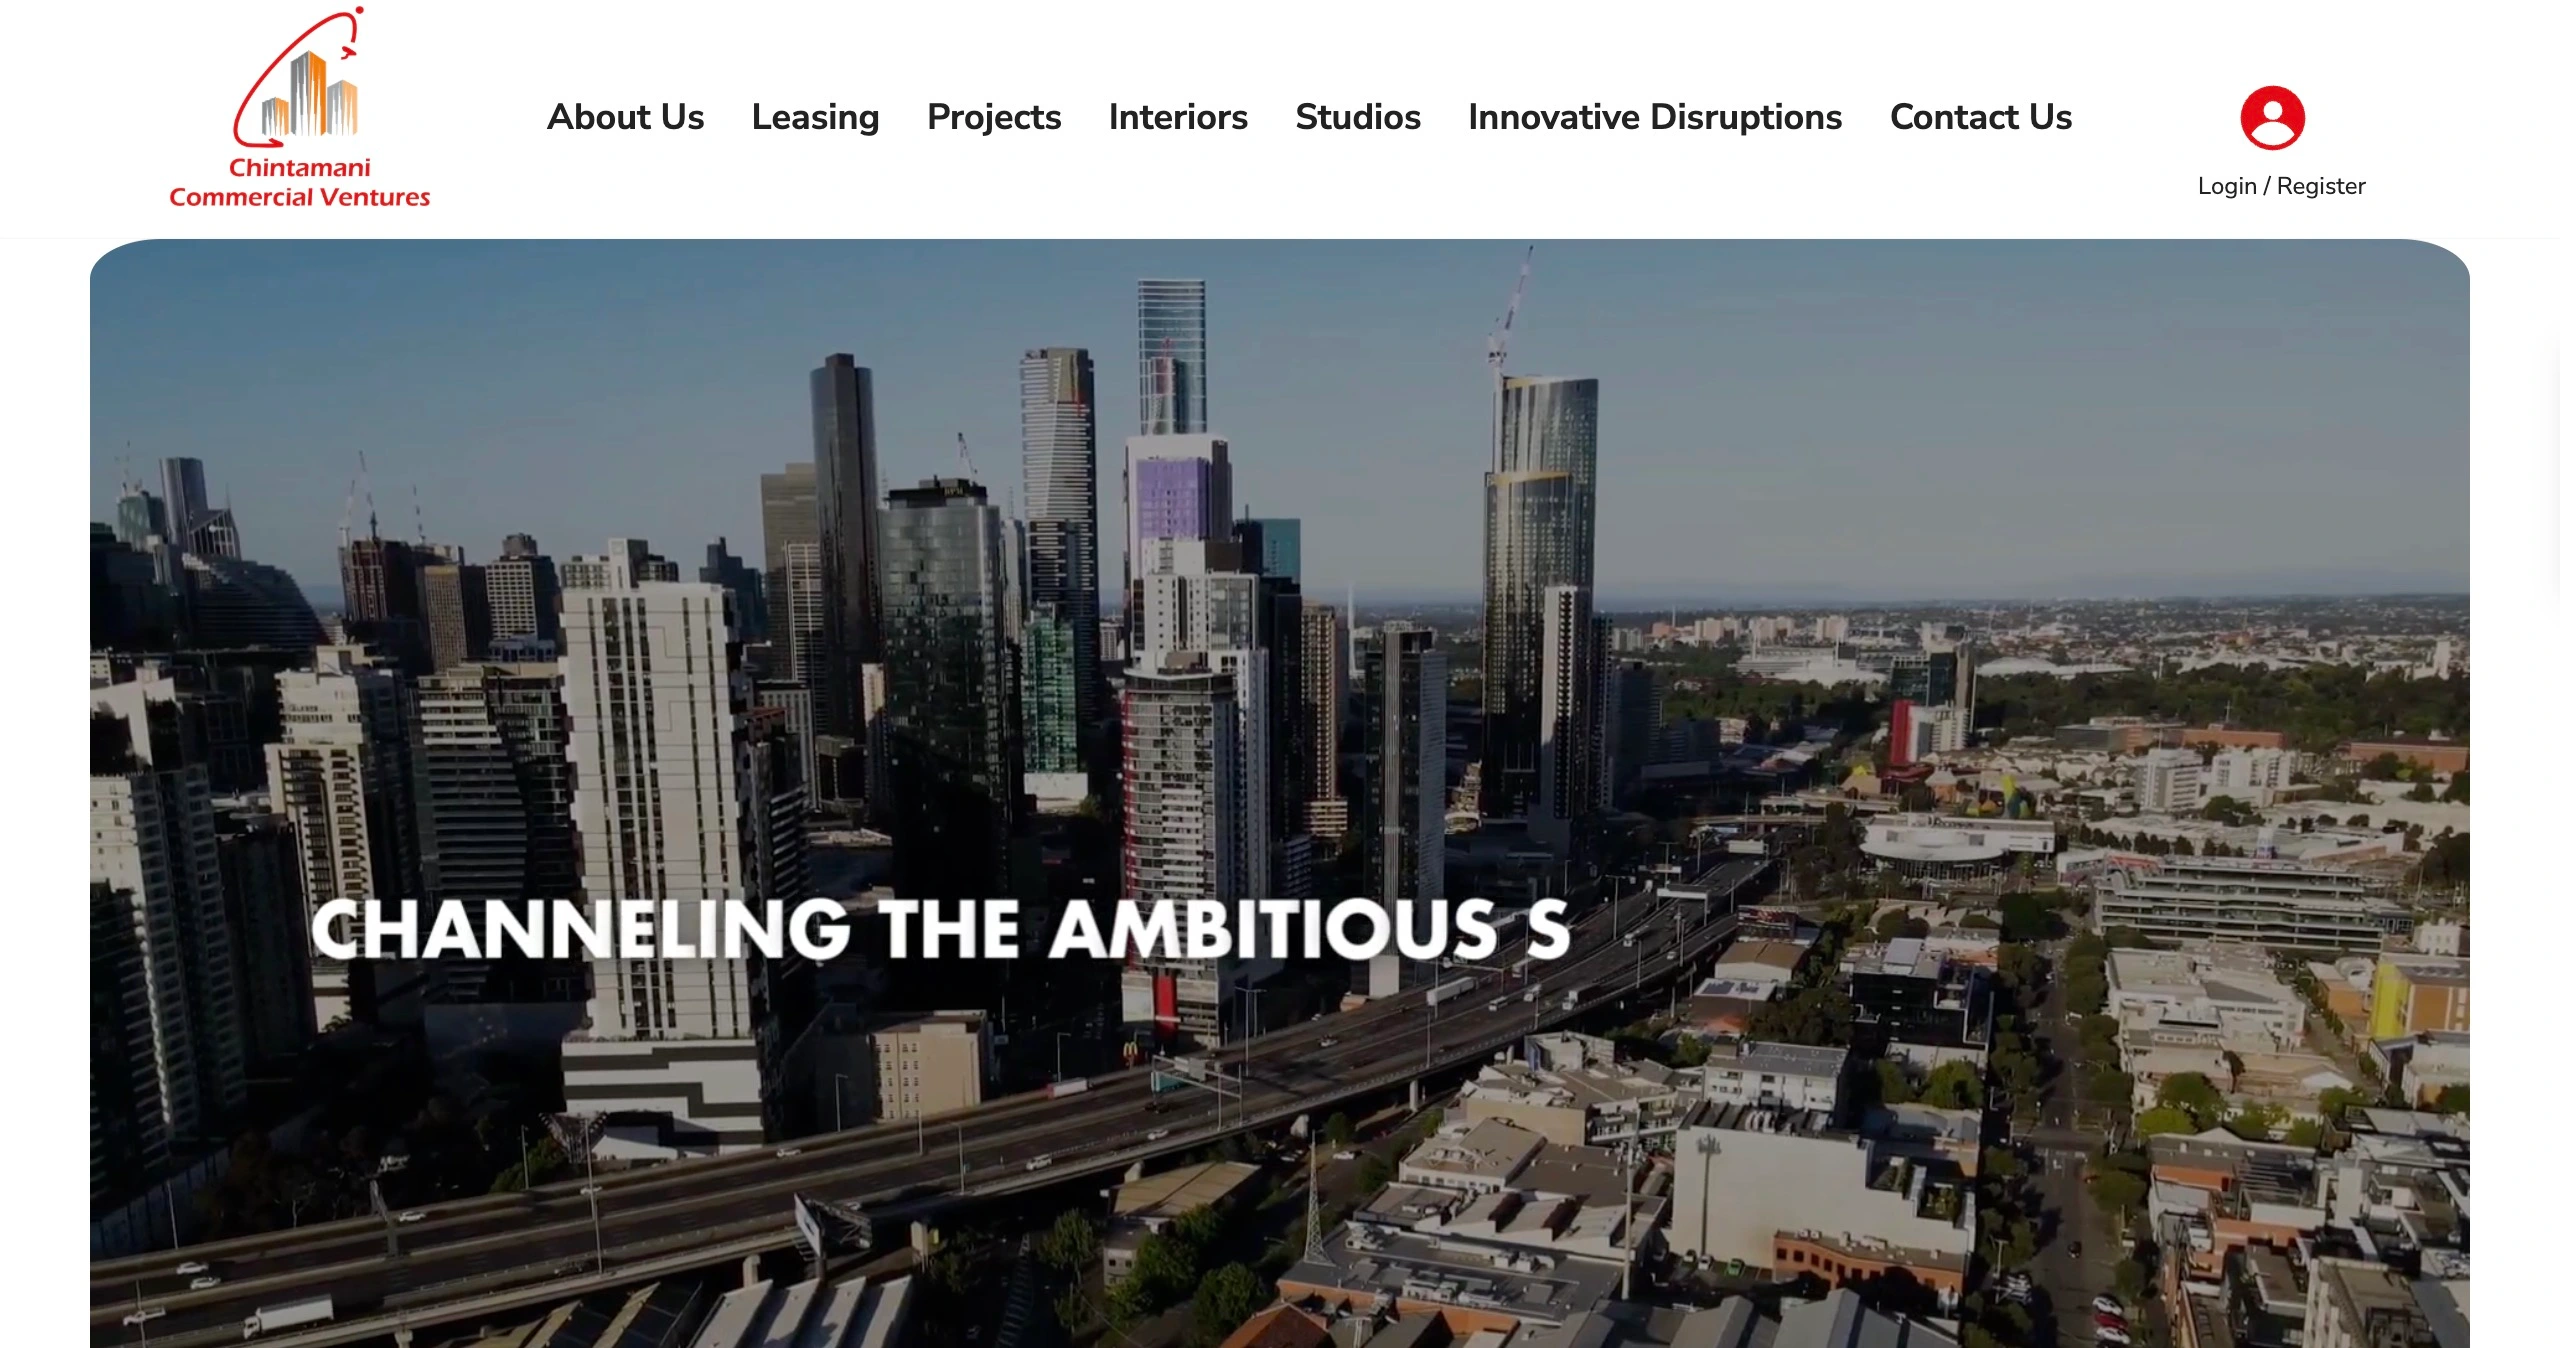 Chintamani
Commercial Ventures
About Us Leasing Projects Interiors Studios Innovative Disruptions Contact Us
Login / Register
CHANNELING THE AMBITIOUS S